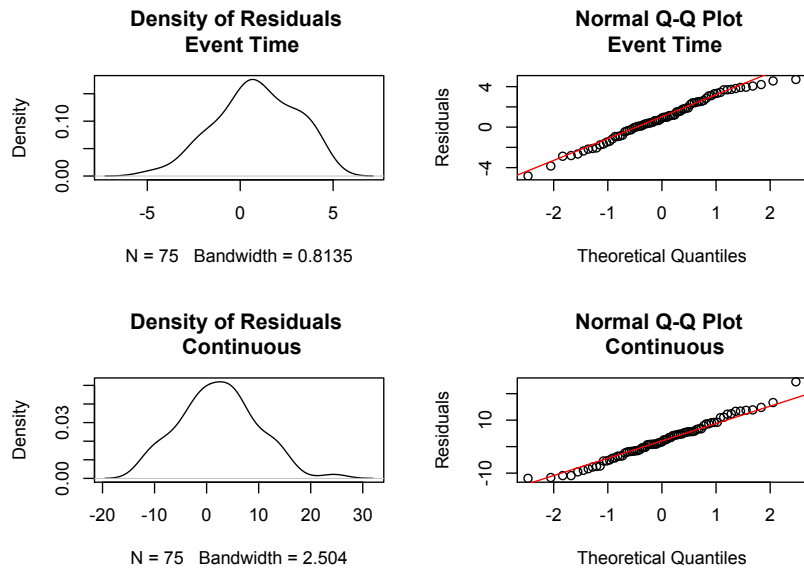 Density of Residuals
Event Time
Density
0.00
0.10
-5
0
5
N = 75 Bandwidth = 0.8135
Normal Q-Q Plot
Event Time
Residuals
-4
0
4
-2
-1
0
1
2
Theoretical Quantiles
Density of Residuals
Continuous
Density
0.00
0.03
-20
-10
0
10
20
30
N = 75 Bandwidth = 2.504
Normal Q-Q Plot
Continuous
Residuals
-10
10
-2
-1
0
1
2
Theoretical Quantiles